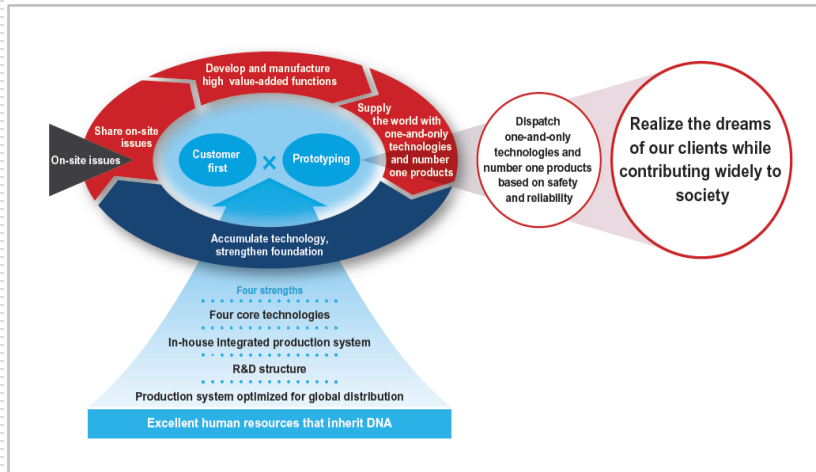 Develop and manufacture
high value-added functions
Share on-site
issues
On-site issues
Supply
the world with
one-and-only
technologies
and number
one products
Customer
first
×
Prototyping
Accumulate technology,
strengthen foundation
Dispatch
one-and-only
technologies and
number one products
based on safety
and reliability
Realize the dreams
of our clients while
contributing widely to
society
Four strengths
Four core technologies
In-house integrated production system
R&D structure
Production system optimized for global distribution
Excellent human resources that inherit DNA